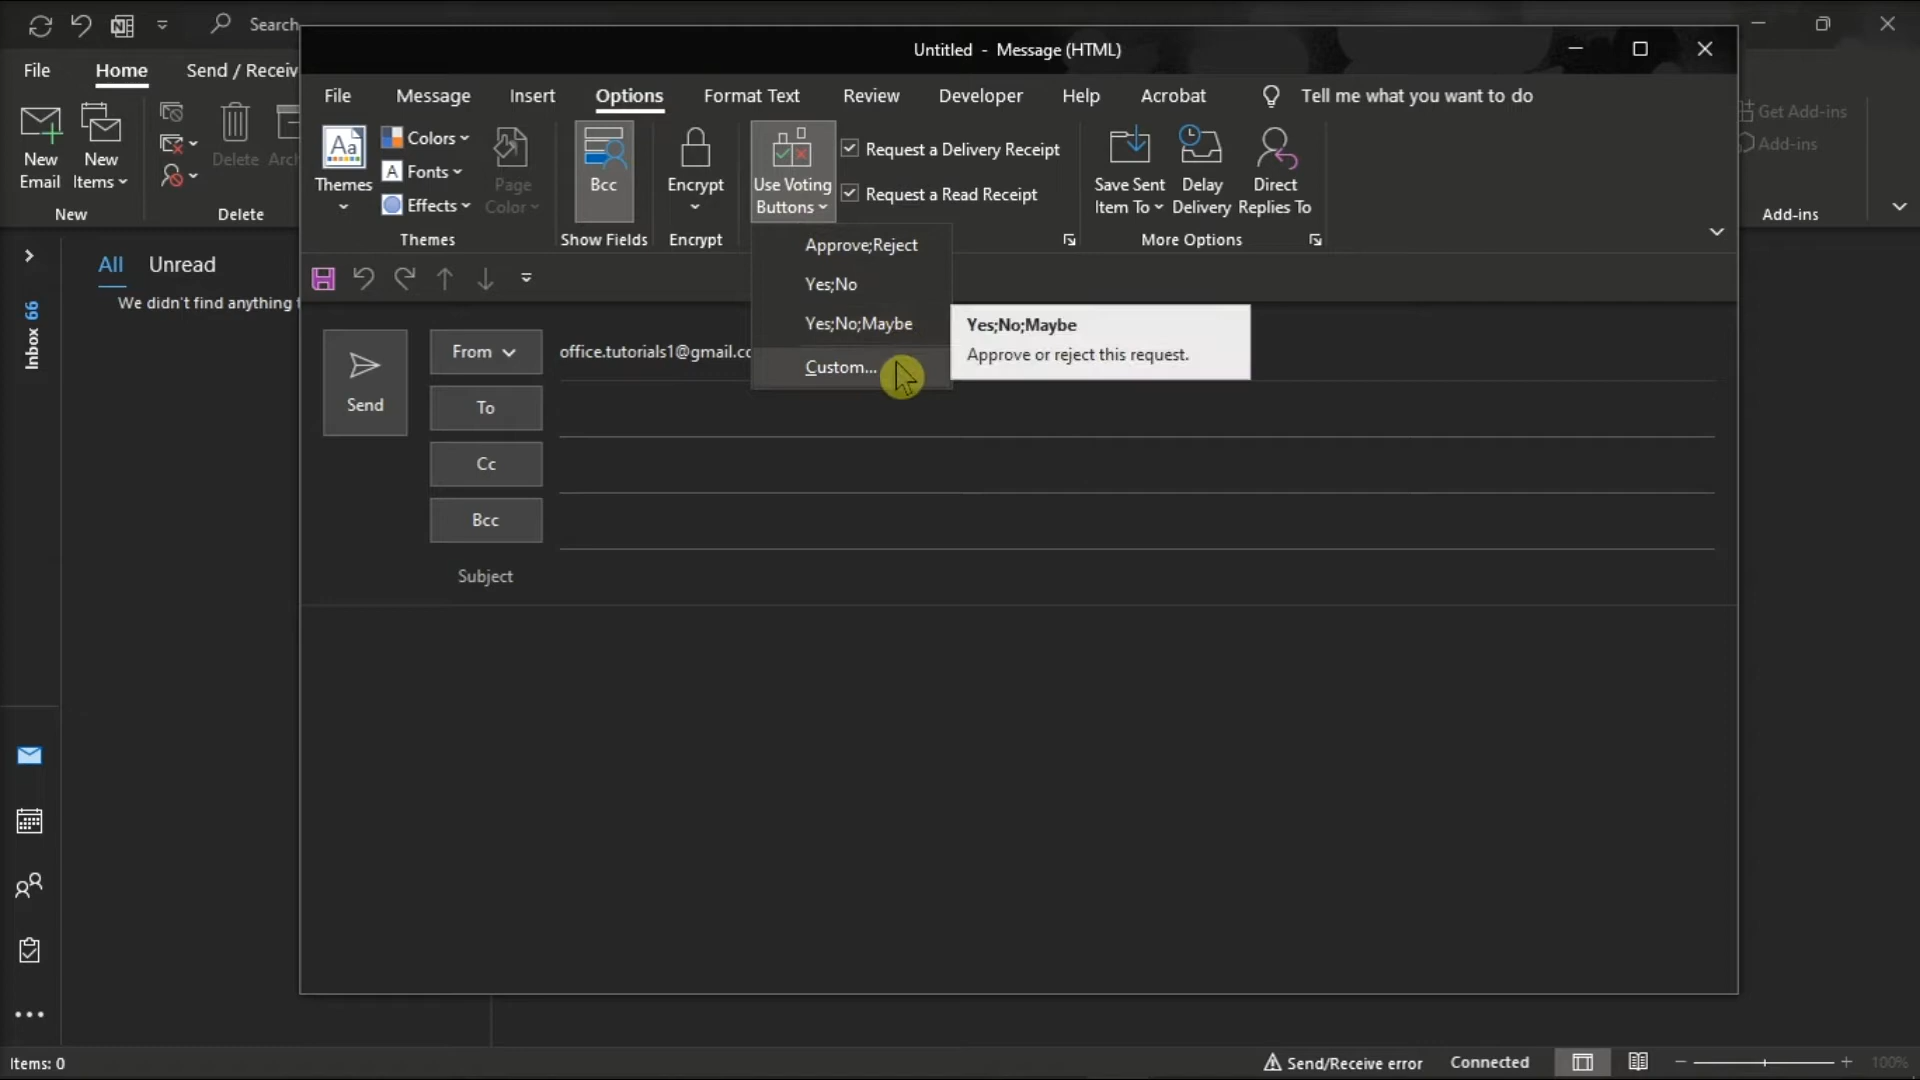 Search
Untitled - Message (HTML)
File Home Send / Receiv
File Message Insert Options Format Text Review Developer Help Acrobat Tell me what you want to do
New Email
New Items
Delete
Arch
New
Delete
Themes
Colors
Fonts
Effects
Page Color
Themes
Bcc
Show Fields
Encrypt
Encrypt
Use Voting Buttons
Request a Delivery Receipt
Request a Read Receipt
Save Sent Item To
Delay Delivery
Direct Replies To
More Options
Get Add-ins
Add-ins
Add-ins
Approve;Reject
Yes;No
Yes;No;Maybe
Custom...
Yes;No;Maybe
Approve or reject this request.
All Unread
We didn't find anything
Inbox 66
Send
From
office.tutorials1@gmail.co
To
Cc
Bcc
Subject
Items: 0
Send/Receive error
Connected
100%